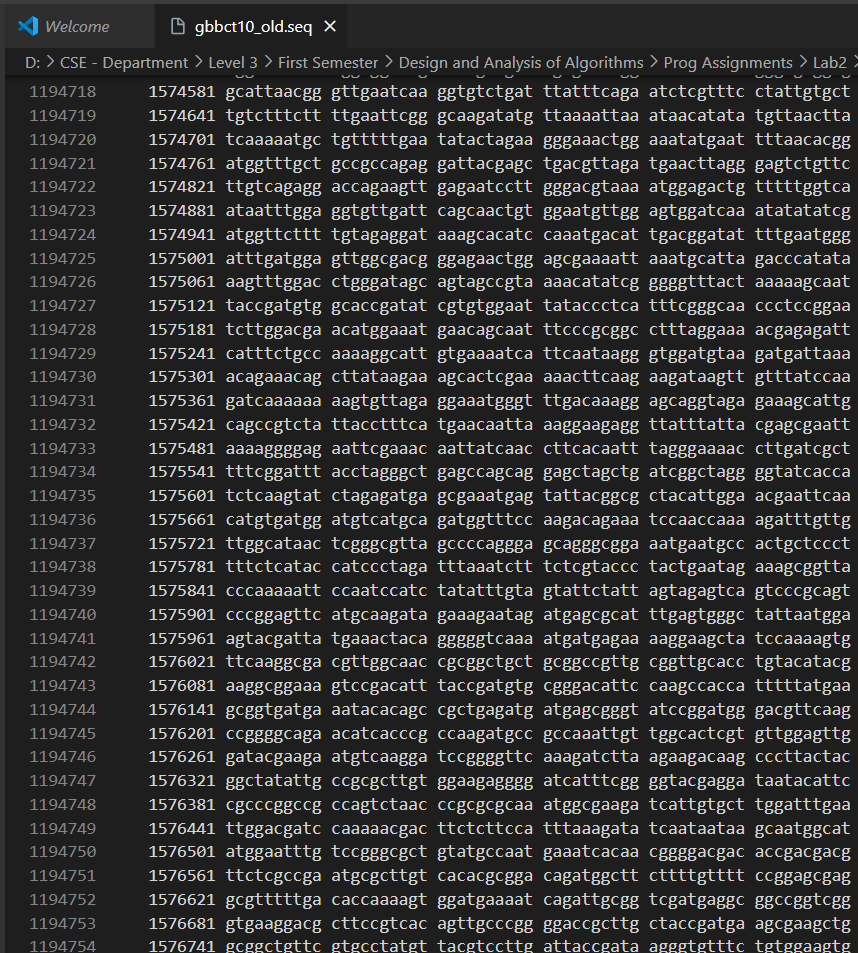 Welcome
gbbct10_old.seq
D: > CSE - Department > Level 3 > First Semester > Design and Analysis of Algorithms > Prog Assignments > Lab2 >
1194718 1574581 gcattaacgg gttgaatcaa ggtgtctgat ttatttcaga atctcgtttc ctattgtgct
1194719 1574641 tgtctttctt ttgaattcgg gcaagatatg ttaaaattaa ataacatata tgttaactta
1194720 1574701 tcaaaaatgc tgtttttgaa tatactagaa gggaaactgg aaatatgaat tttaacacgg
1194721 1574761 atggtttgct gccgccagag gattacgagc tgacgttaga tgaacttagg gagtctgttc
1194722 1574821 ttgtcagagg accagaagtt gagaatcctt gggacgtaaa atggagactg tttttggtca
1194723 1574881 ataatttgga ggtgttgatt cagcaactgt ggaatgttgg agtggatcaa atatatatcg
1194724 1574941 atggttcttt tgtagaggat aaagcacatc caaatgacat tgacggatat tttgaatggg
1194725 1575001 atttgatgga gttggcgacg ggagaactgg agcgaaaatt aaatgcatta gacccatata
1194726 1575061 aagtttggac ctgggatagc agtagccgta aaacatatcg ggggtttact aaaaagcaat
1194727 1575121 taccgatgtg gcaccgatat cgtgtggaat tataccctca tttcgggcaa ccctccggaa
1194728 1575181 tcttggacga acatggaaat gaacagcaat ttcccgcggc ctttaggaaa acgagagatt
1194729 1575241 catttctgcc aaaaggcatt gtgaaaatca ttcaataagg gtggatgtaa gatgattaaa
1194730 1575301 acagaaacag cttataagaa agcactcgaa aaacttcaag aagataagtt gtttatccaa
1194731 1575361 gatcaaaaaa aagtgttaga ggaaatgggt ttgacaaagg agcaggtaga gaaagcattg
1194732 1575421 cagccgtcta ttacctttca tgaacaatta aaggaagagg ttatttatta cgagcgaatt
1194733 1575481 aaaaggggag aattcgaaac aattatcaac cttcacaatt tagggaaaac cttgatcgct
1194734 1575541 tttcggattt acctagggct gagccagcag gagctagctg atcggctagg ggtatcacca
1194735 1575601 tctcaagtat ctagagatga gcgaaatgag tattacggcg ctacattgga acgaattcaa
1194736 1575661 catgtgatgg atgtcatgca gatggtttcc aagacagaaa tccaaccaaa agatttgttg
1194737 1575721 ttggcataac tcgggcgtta gccccaggga gcagggcgga aatgaatgcc actgctccct
1194738 1575781 tttctcatac catccctaga tttaaatctt tctcgtaccc tactgaatag aaagcggtta
1194739 1575841 cccaaaaatt ccaatccatc tatatttgta gtattctatt agtagagtca gtcccgcagt
1194740 1575901 cccggagttc atgcaagata gaaagaatag atgagcgcat ttgagtgggc tattaatgga
1194741 1575961 agtacgatta tgaaactaca gggggtcaaa atgatgagaa aaggaagcta tccaaaagtg
1194742 1576021 ttcaaggcga cgttggcaac cgcggctgct gcggccgttg cggttgcacc tgtacatacg
1194743 1576081 aaggcggaaa gtccgacatt taccgatgtg cgggacattc caagccacca tttttatgaa
1194744 1576141 gcggtgatga aatacacagc cgctgagatg atgagcgggt atccggatgg gacgttcaag
1194745 1576201 ccggggcaga acatcacccg ccaagatgcc gccaaattgt tggcactcgt gttggagttg
1194746 1576261 gatacgaaga atgtcaagga tccggggttc aaagatctta agaagacaag cccttactac
1194747 1576321 ggctatattg ccgcgcttgt ggaagagggg atcatttcgg ggtacgagga taatacattc
1194748 1576381 cgcccggccg ccagtctaac ccgcgcgcaa atggcgaaga tcattgtgct tggatttgaa
1194749 1576441 ttggacgatc caaaaacgac ttctcttcca tttaaagata tcaataataa gcaatggcat
1194750 1576501 atggaatttg tccgggcgct gtatgccaat gaaatcacaa cggggacgac accgacgacg
1194751 1576561 ttctcgccga atgcgcttgt cacacgcgga cagatggctt cttttgtttt ccggagcgag
1194752 1576621 gcgtttttga caccaaaagt ggatgaaaat cagattgcgg tcgatgaggc ggccggtcgg
1194753 1576681 gtgaaggacg cttccgtcac agttgcccgg ggaccgcttg ctaccgatga agcgaagctg
1194754 1576741 gcggctgttc gtgcctatgt tacgtccttg attaccgata agggtgtttc tgtggaagtg